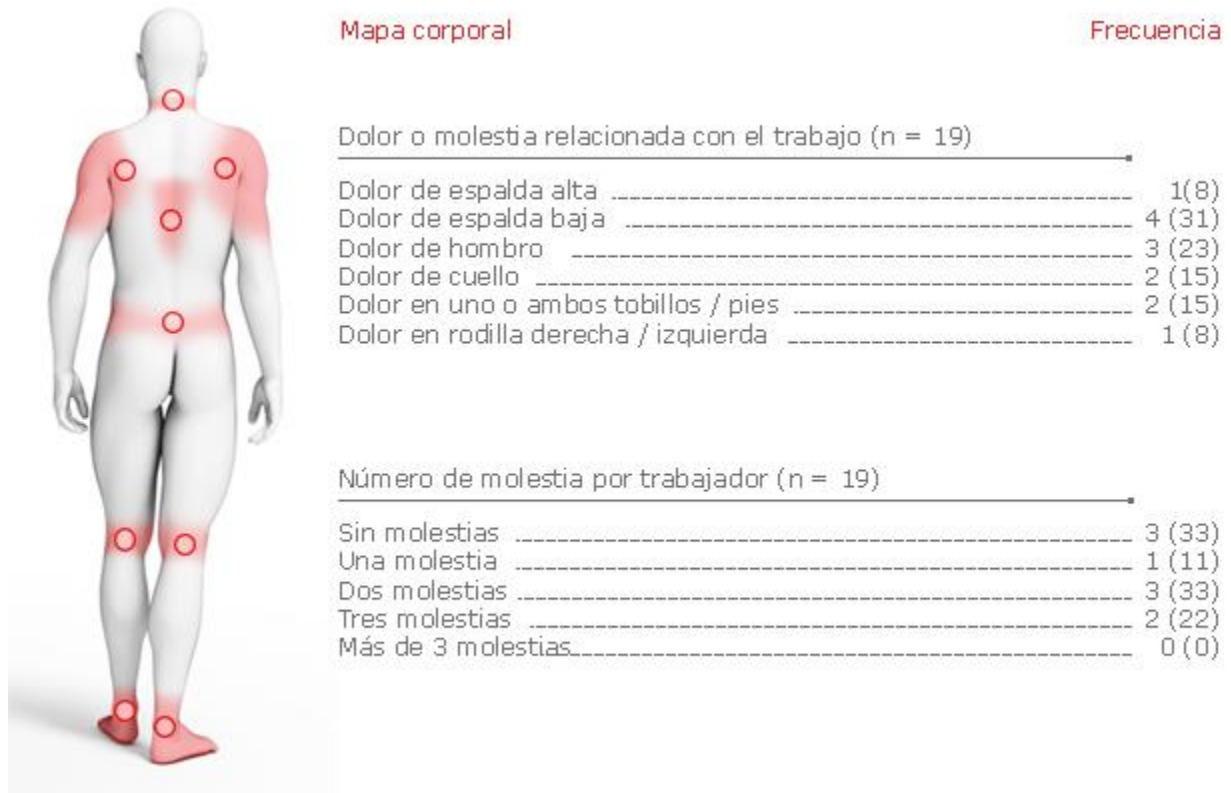 Mapa corporal Frecuencia
Dolor o molestia relacionada con el trabajo (n = 19)
Dolor de espalda alta 1(8)
Dolor de espalda baja 4 (31)
Dolor de hombro 3 (23)
Dolor de cuello 2 (15)
Dolor en uno o ambos tobillos / pies 2 (15)
Dolor en rodilla derecha / izquierda 1 (8)
Número de molestia por trabajador (n = 19)
Sin molestias 3 (33)
Una molestia 1 (11)
Dos molestias 3 (33)
Tres molestias 2 (22)
Más de 3 molestias 0 (0)